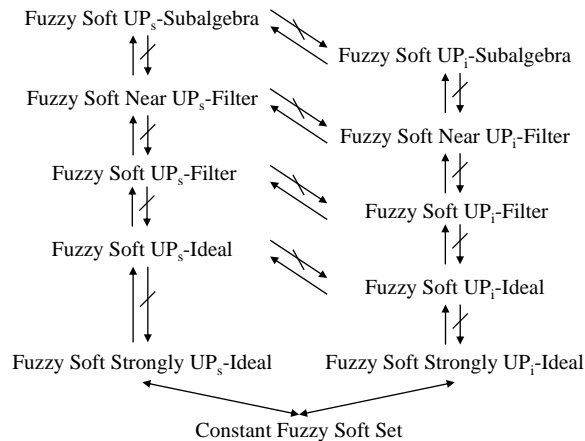 Fuzzy Soft UPₛ-Subalgebra
Fuzzy Soft UPᵢ-Subalgebra
Fuzzy Soft Near UPₛ-Filter
Fuzzy Soft Near UPᵢ-Filter
Fuzzy Soft UPₛ-Filter
Fuzzy Soft UPᵢ-Filter
Fuzzy Soft UPₛ-Ideal
Fuzzy Soft UPᵢ-Ideal
Fuzzy Soft Strongly UPₛ-Ideal
Fuzzy Soft Strongly UPᵢ-Ideal
Constant Fuzzy Soft Set